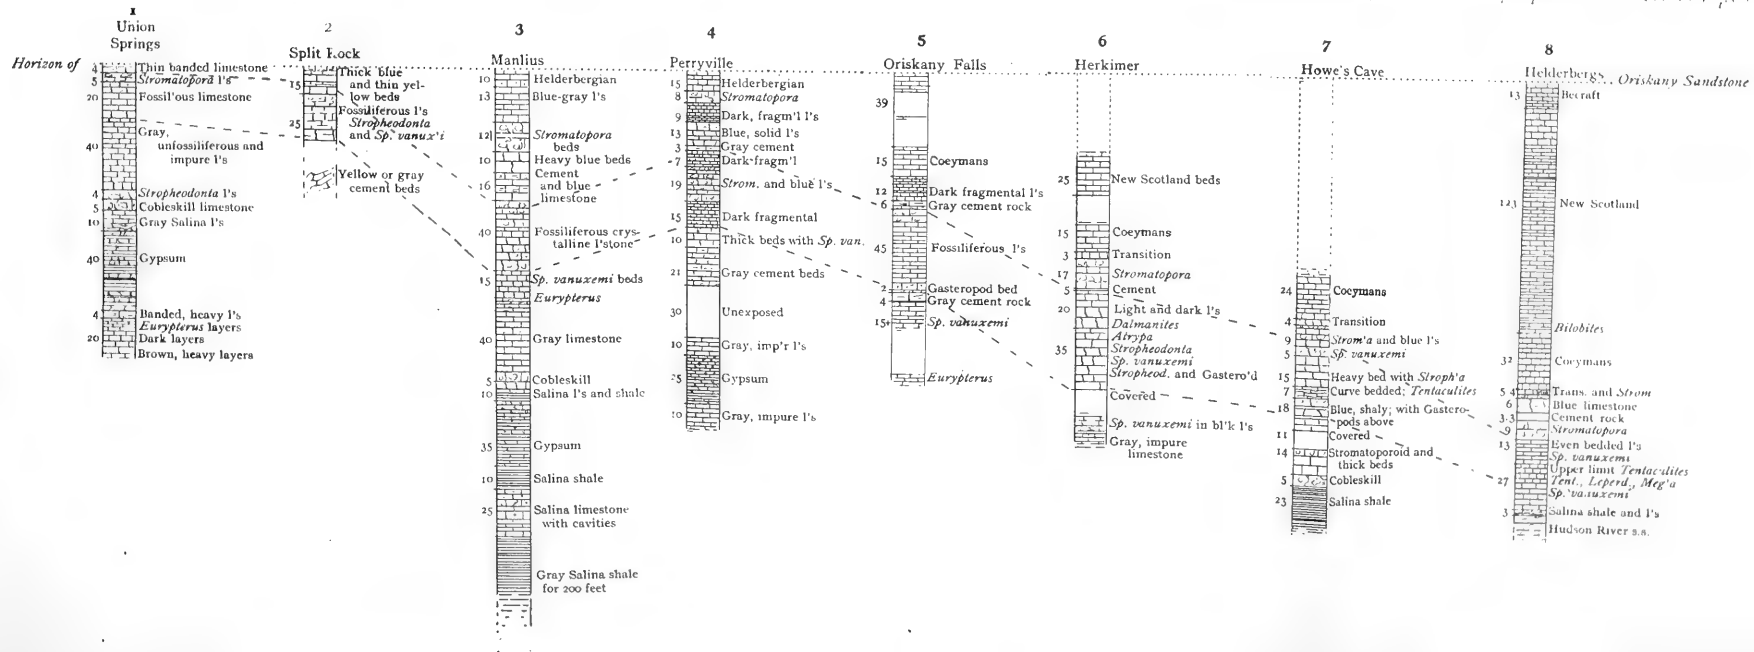 Horizon of
1
Union
Springs
4 Thin banded limestone
5 Stromatopora l's
20 Fossil'ous limestone
Gray,
40 unfossiliferous and
impure l's
4 Stropheodonta l's
5 Cobleskill limestone
10 Gray Salina l's
40 Gypsum
4 Banded, heavy l's
Eurypterus layers
20 Dark layers
Brown, heavy layers
2
Split Rock
Thick blue
15 and thin yel-
low beds
Fossiliferous l's
25 Stropheodonta
and Sp. vanux'i
Yellow or gray
cement beds
3
Manlius
10 Helderbergian
13 Blue-gray l's
12 Stromatopora
beds
10 Heavy blue beds
Cement
16 and blue
limestone
40 Fossiliferous crys-
talline l'stone
15 Sp. vanuxemi beds
Eurypterus
40 Gray limestone
5 Cobleskill
10 Salina l's and shale
35 Gypsum
10 Salina shale
25 Salina limestone
with cavities
Gray Salina shale
for 200 feet
4
Perryville
15 Helderbergian
8 Stromatopora
9 Dark, fragm'l l's
13 Blue, solid l's
3 Gray cement
7 Dark fragm'l
19 Strom. and blue l's
15 Dark fragmental
10 Thick beds with Sp. van.
21 Gray cement beds
30 Unexposed
10 Gray, imp'r l's
Gypsum
10 Gray, impure l's
5
Oriskany Falls
39
15 Coeymans
12 Dark fragmental l's
6 Gray cement rock
45 Fossiliferous l's
2 Gasteropod bed
4 Gray cement rock
15+ Sp. vanuxemi
Eurypterus
6
Herkimer
25 New Scotland beds
15 Coeymans
3 Transition
17 Stromatopora
5 Cement
20 Light and dark l's
Dalmanites
Atrypa
35 Stropheodonta
Sp. vanuxemi
Stropheod. and Gastero'd
Covered
Sp. vanuxemi in bl'k l's
Gray, impure
limestone
7
Howe's Cave
24 Coeymans
4 Transition
9 Strom'a and blue l's
5 Sp. vanuxemi
15 Heavy bed with Stroph'a
7 Curve bedded; Tentaculites
18 Blue, shaly; with Gastero-
pods above
11 Covered
14 Stromatoporoid and
thick beds
5 Cobleskill
23 Salina shale
8
Helderbergs
Oriskany Sandstone
13 Becraft
123 New Scotland
Bilobites
32 Coeymans
5 4 Trans. and Strom
6 Blue limestone
3-3 Cement rock
9 Stromatopora
13 Even bedded l's
Sp. vanuxemi
Upper limit Tentaculites
27 Tent., Leperd., Meg'a
Sp. vanuxemi
3 Salina shale and l's
Hudson River s.s.